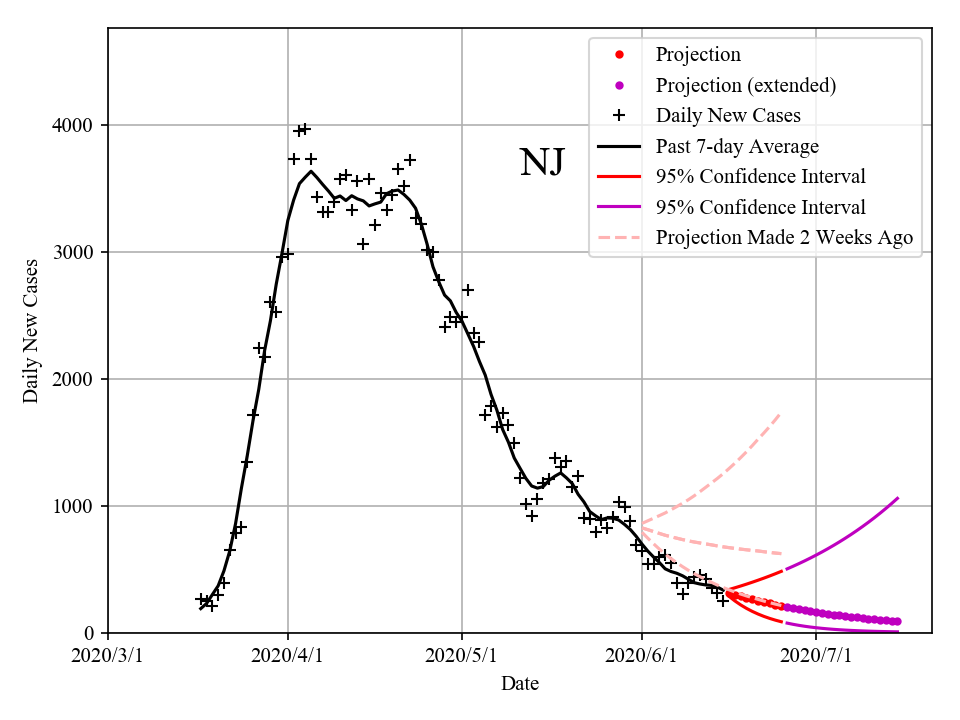 Projection
Projection (extended)
Daily New Cases
Past 7-day Average
95% Confidence Interval
95% Confidence Interval
Projection Made 2 Weeks Ago
NJ
Daily New Cases
4000
3000
2000
1000
0
2020/3/1 2020/4/1 2020/5/1 2020/6/1 2020/7/1
Date